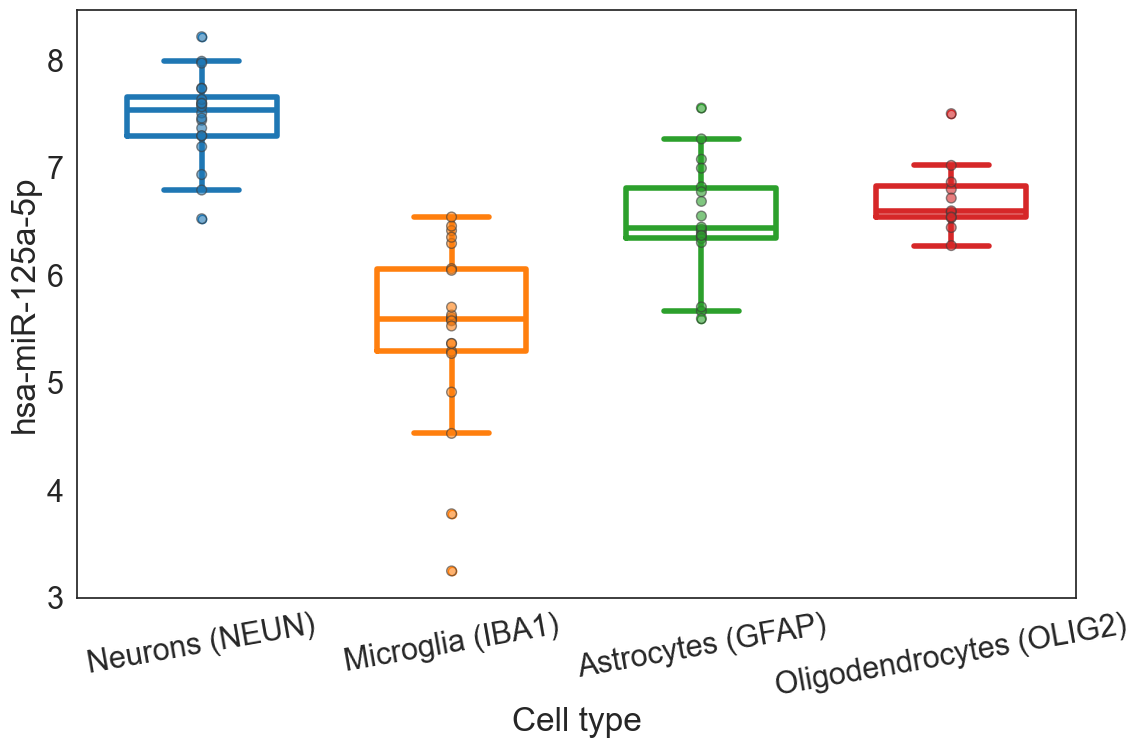 hsa-miR-125a-5p
8
7
6
5
4
3
Neurons (NEUN)
Microglia (IBA1)
Astrocytes (GFAP)
Oligodendrocytes (OLIG2)
Cell type